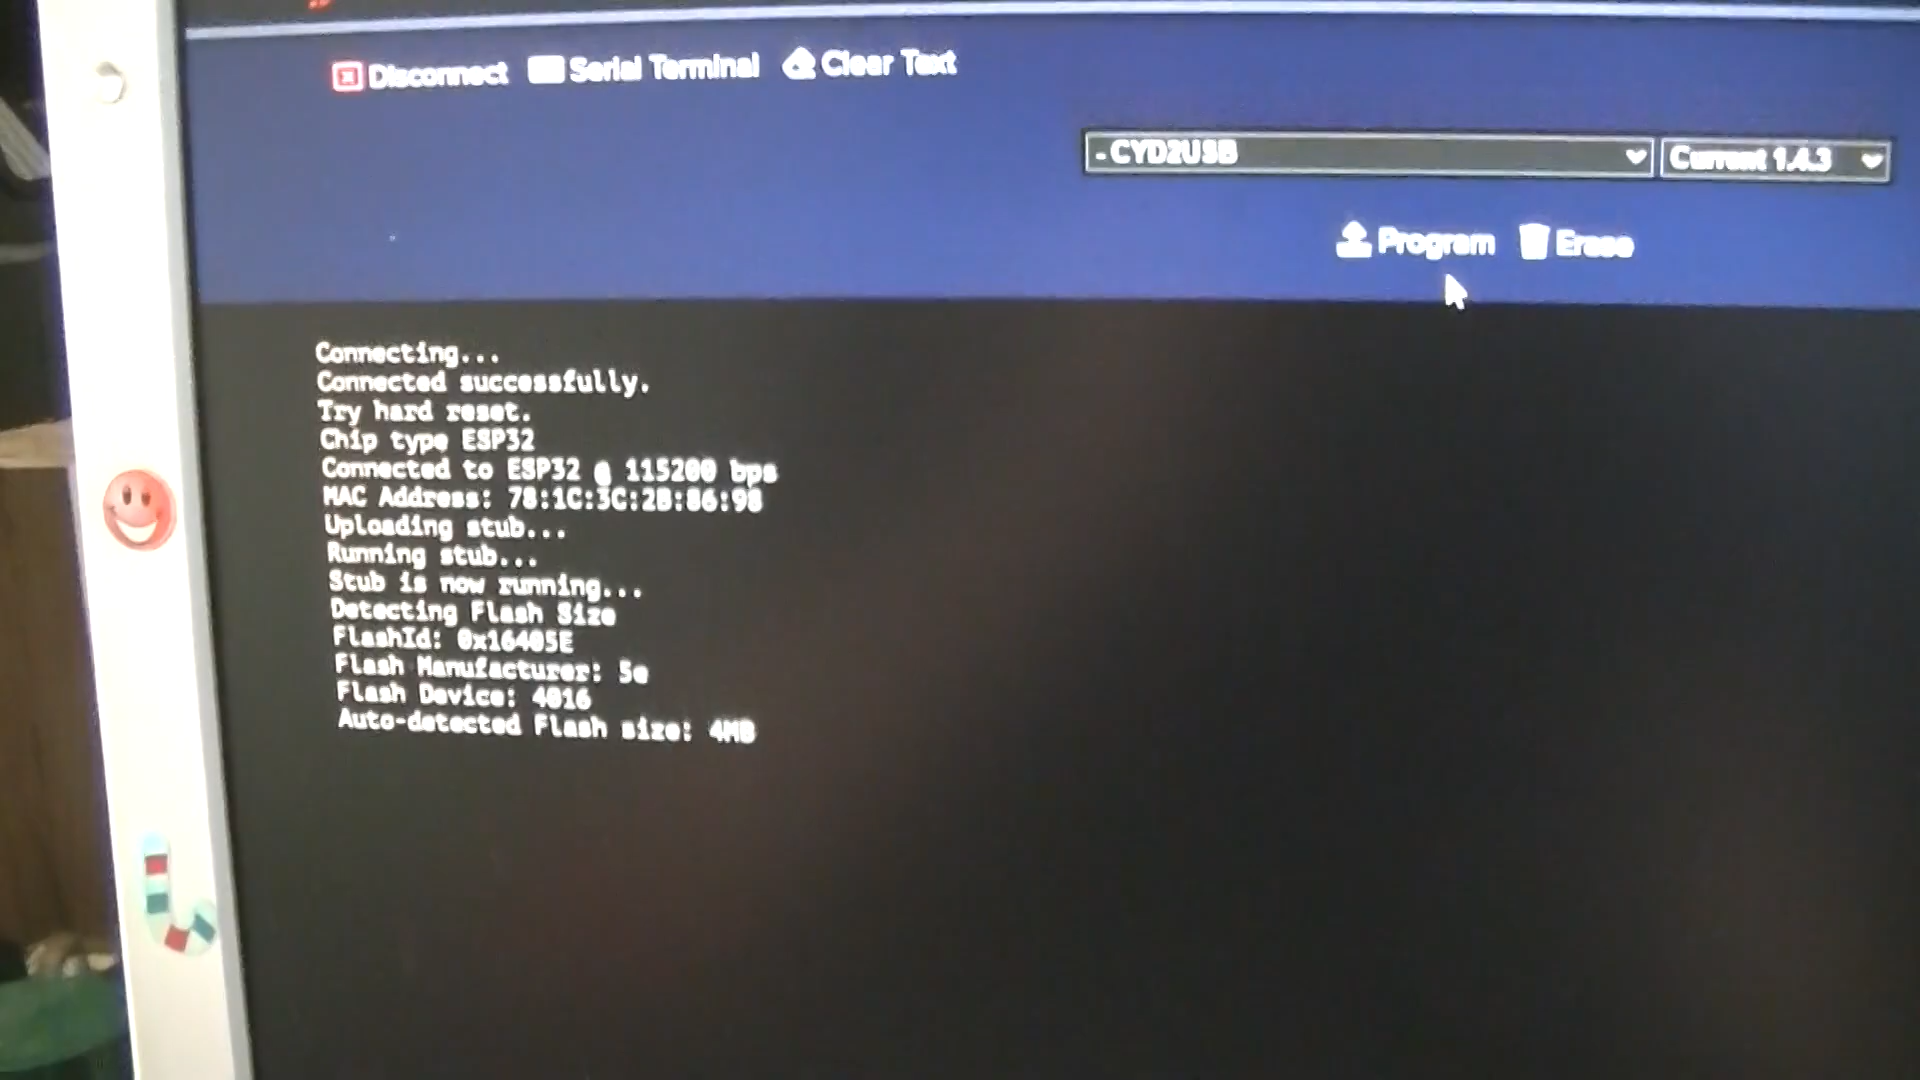 Disconnect Serial Terminal Clear Text
- CYD2USB Current 1.4.3
Program Erase
Connecting...
Connected successfully.
Try hard reset.
Chip type ESP32
Connected to ESP32 @ 115200 bps
MAC Address: 78:1C:3C:2B:86:98
Uploading stub...
Running stub...
Stub is now running...
Detecting Flash Size
FlashId: 0x16405E
Flash Manufacturer: 5e
Flash Device: 4016
Auto-detected Flash size: 4MB